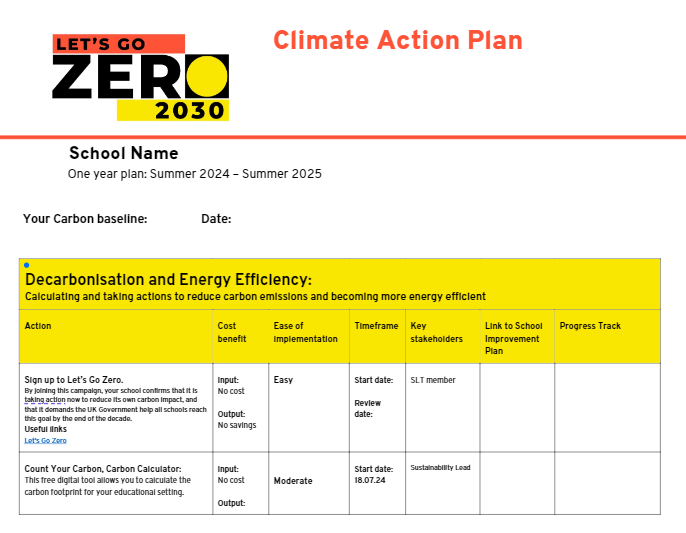 LET'S GO
ZERO
2030
Climate Action Plan
School Name
One year plan: Summer 2024 – Summer 2025
Your Carbon baseline: Date:
Decarbonisation and Energy Efficiency:
Calculating and taking actions to reduce carbon emissions and becoming more energy efficient
Action
Cost
benefit
Ease of
implementation
Timeframe
Key
stakeholders
Link to School
Improvement
Plan
Progress Track
Sign up to Let's Go Zero.
By joining this campaign, your school confirms that it is
taking action now to reduce its own carbon impact, and
that it demands the UK Government help all schools reach
this goal by the end of the decade.
Useful links
Let's Go Zero
Input:
No cost
Output:
No savings
Easy
Start date:
Review
date:
SLT member
Count Your Carbon, Carbon Calculator:
This free digital tool allows you to calculate the
carbon footprint for your educational setting.
Input:
No cost
Output:
Moderate
Start date:
18.07.24
Sustainability Lead